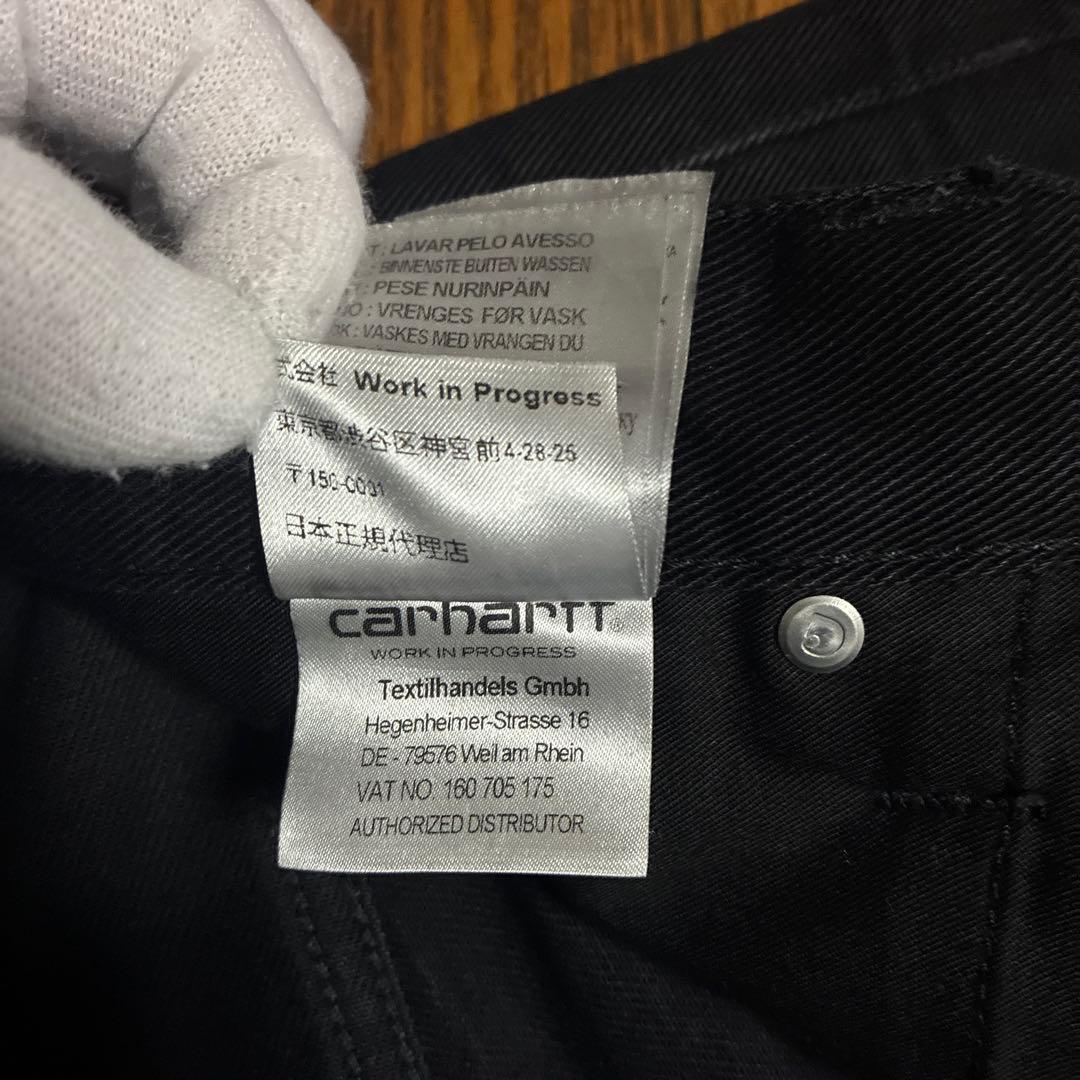 : LAVAR PELO AVESSO
: BINNENSTE BUITEN WASSEN
: PESE NURINPÄIN
: VRENGES FØR VASK
: VASKES MED VRANGEN DU
式会社 Work in Progress
東京都渋谷区神宮前4-28-25
〒150-0001
日本正規代理店
carhartt
WORK IN PROGRESS
Textilhandels Gmbh
Hegenheimer-Strasse 16
DE - 79576 Weil am Rhein
VAT NO 160 705 175
AUTHORIZED DISTRIBUTOR